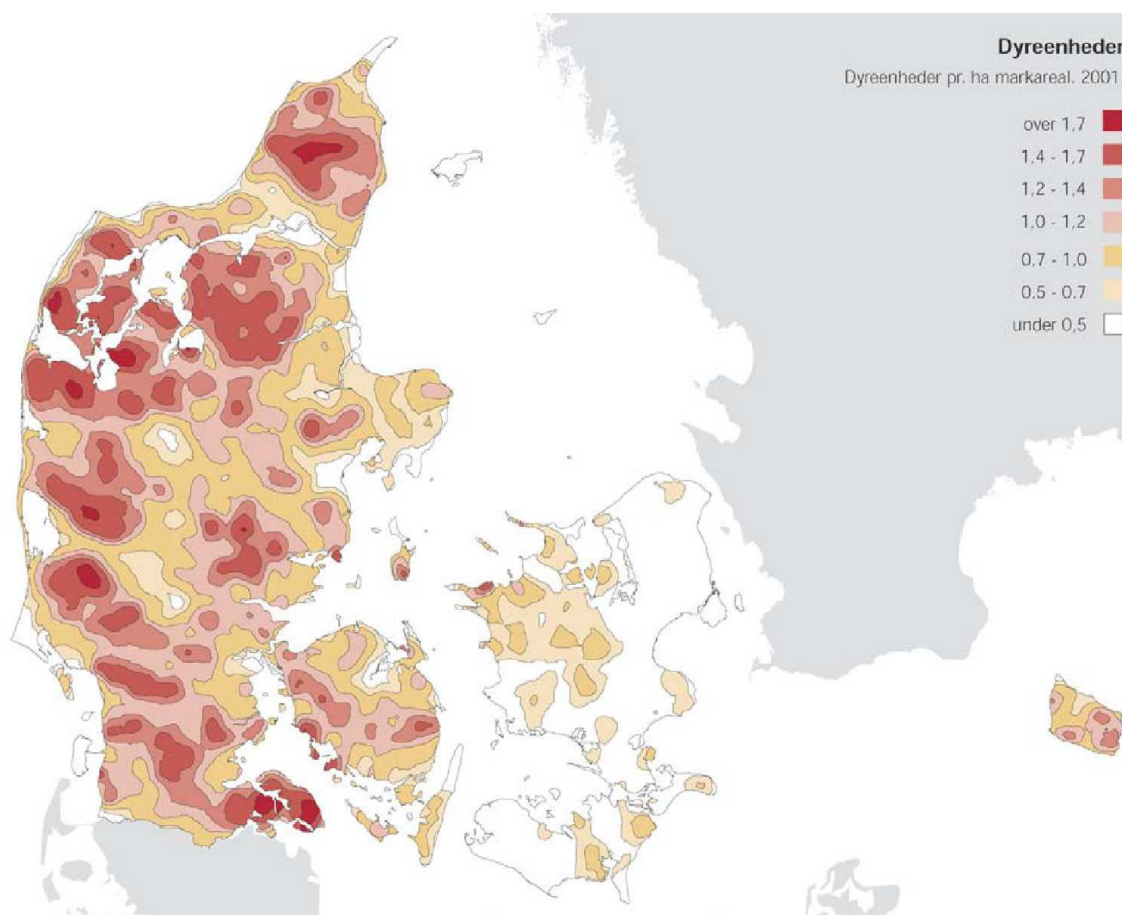 Dyreenheder
Dyreenheder pr. ha markareal. 2001
over 1,7
1,4 - 1,7
1,2 - 1,4
1,0 - 1,2
0,7 - 1,0
0,5 - 0,7
under 0,5